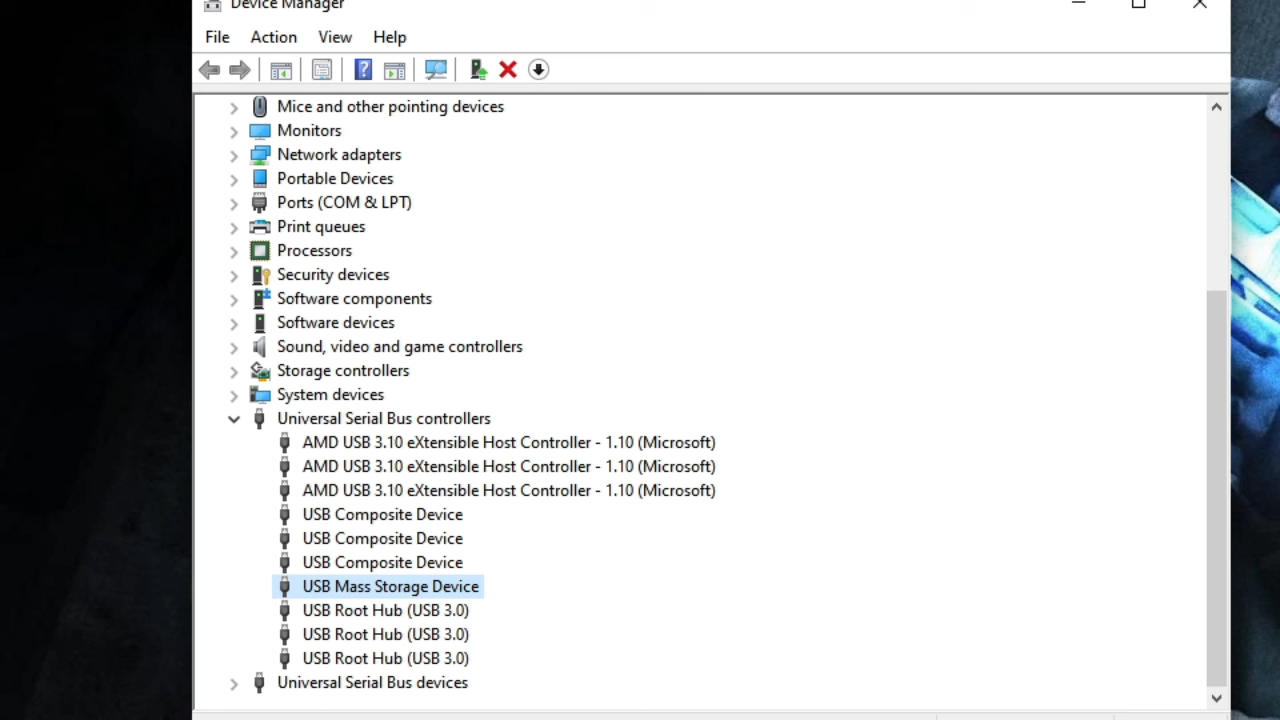 Device Manager
File Action View Help
Mice and other pointing devices
Monitors
Network adapters
Portable Devices
Ports (COM & LPT)
Print queues
Processors
Security devices
Software components
Software devices
Sound, video and game controllers
Storage controllers
System devices
Universal Serial Bus controllers
AMD USB 3.10 eXtensible Host Controller - 1.10 (Microsoft)
AMD USB 3.10 eXtensible Host Controller - 1.10 (Microsoft)
AMD USB 3.10 eXtensible Host Controller - 1.10 (Microsoft)
USB Composite Device
USB Composite Device
USB Composite Device
USB Mass Storage Device
USB Root Hub (USB 3.0)
USB Root Hub (USB 3.0)
USB Root Hub (USB 3.0)
Universal Serial Bus devices